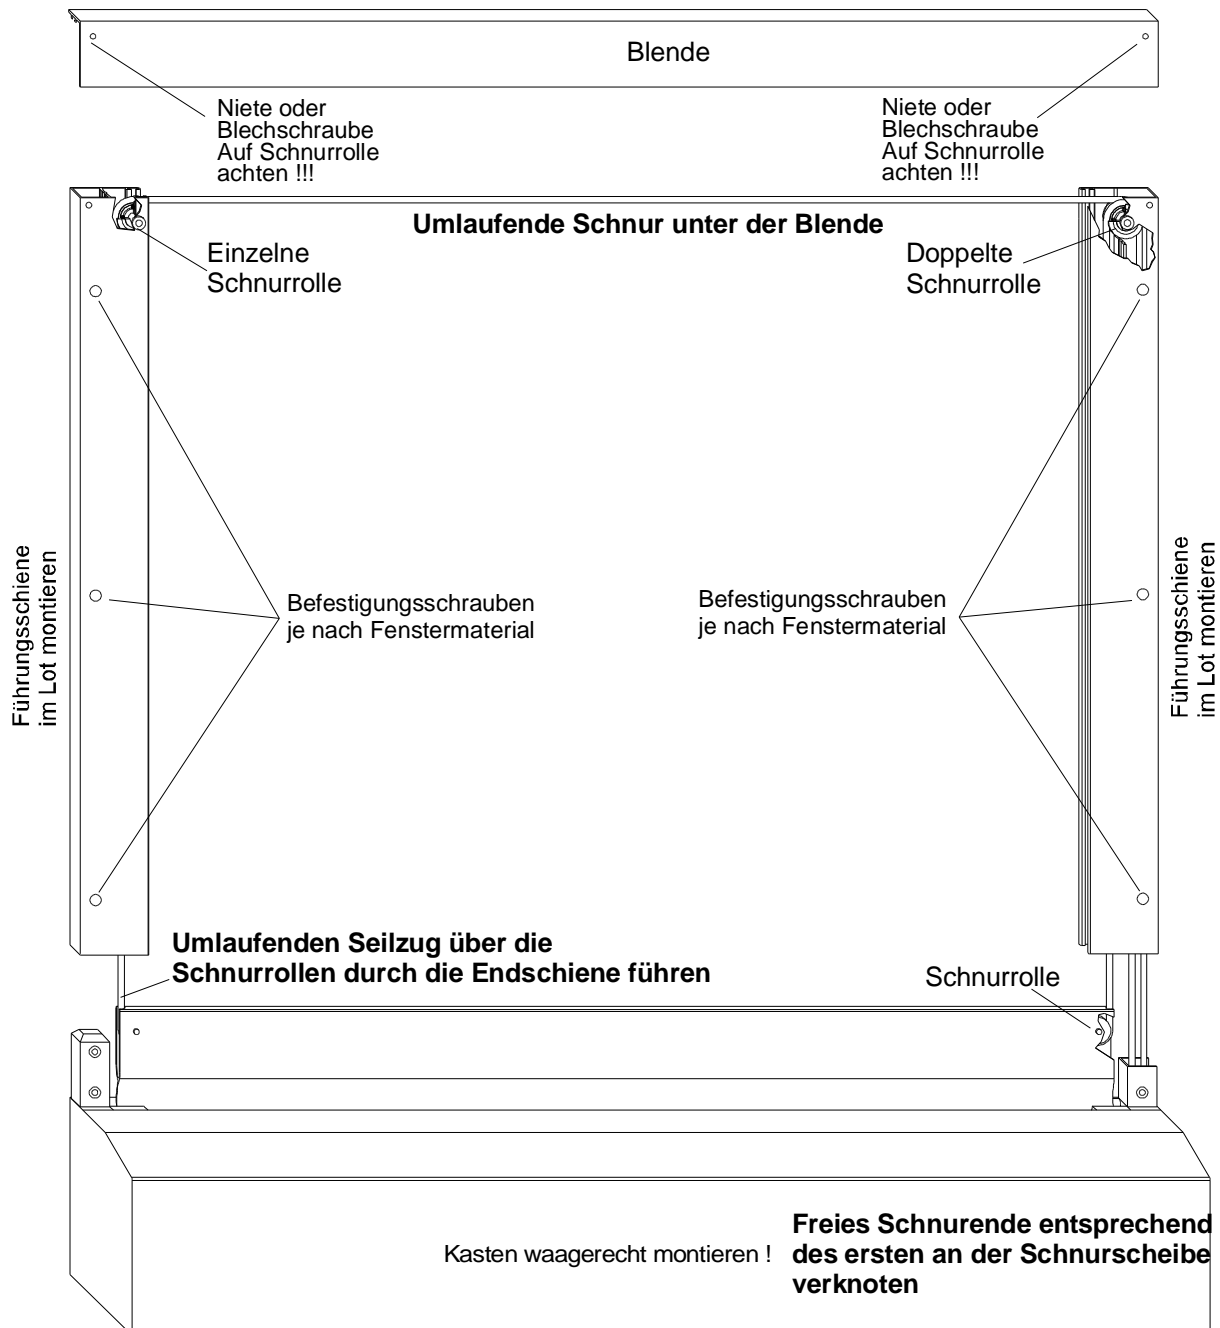 Blende
Niete oder
Blechschraube
Auf Schnurrolle
achten !!!
Niete oder
Blechschraube
Auf Schnurrolle
achten !!!
Umlaufende Schnur unter der Blende
Einzelne
Schnurrolle
Doppelte
Schnurrolle
Führungsschiene
im Lot montieren
Befestigungsschrauben
je nach Fenstermaterial
Befestigungsschrauben
je nach Fenstermaterial
Führungsschiene
im Lot montieren
Umlaufenden Seilzug über die
Schnurrollen durch die Endschiene führen
Schnurrolle
Kasten waagerecht montieren !
Freies Schnurende entsprechend
des ersten an der Schnurscheibe
verknoten